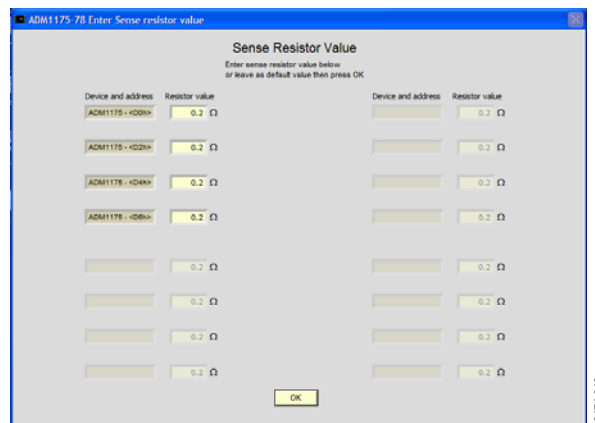 ADM1175-78 Enter Sense resistor value
Sense Resistor Value
Enter sense resistor value below
or leave as default value then press OK
Device and address Resistor value Device and address Resistor value
ADM1175 - <D0h> 0.2 Ω 0.2 Ω
ADM1175 - <D2h> 0.2 Ω 0.2 Ω
ADM1175 - <D4h> 0.2 Ω 0.2 Ω
ADM1175 - <D6h> 0.2 Ω 0.2 Ω
0.2 Ω 0.2 Ω
0.2 Ω 0.2 Ω
0.2 Ω 0.2 Ω
0.2 Ω 0.2 Ω
OK